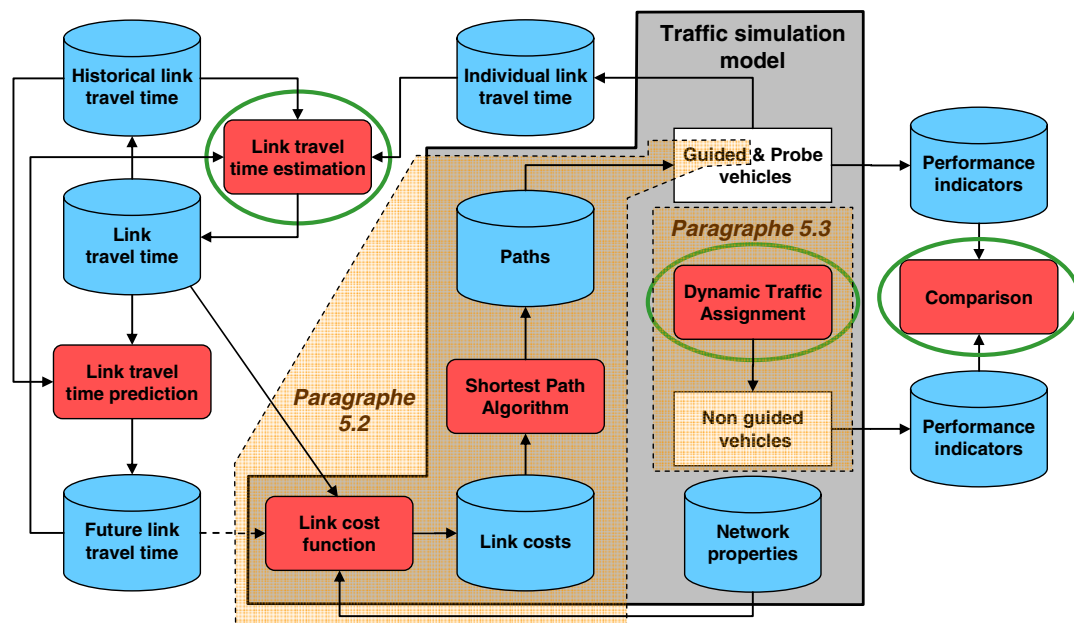 Traffic simulation
model
Historical link
travel time
Individual link
travel time
Link travel
time estimation
Guided & Probe
vehicles
Performance
indicators
Link
travel time
Paths
Paragraphe 5.3
Dynamic Traffic
Assignment
Comparison
Link travel
time prediction
Paragraphe
5.2
Shortest Path
Algorithm
Non guided
vehicles
Performance
indicators
Future link
travel time
Link cost
function
Link costs
Network
properties